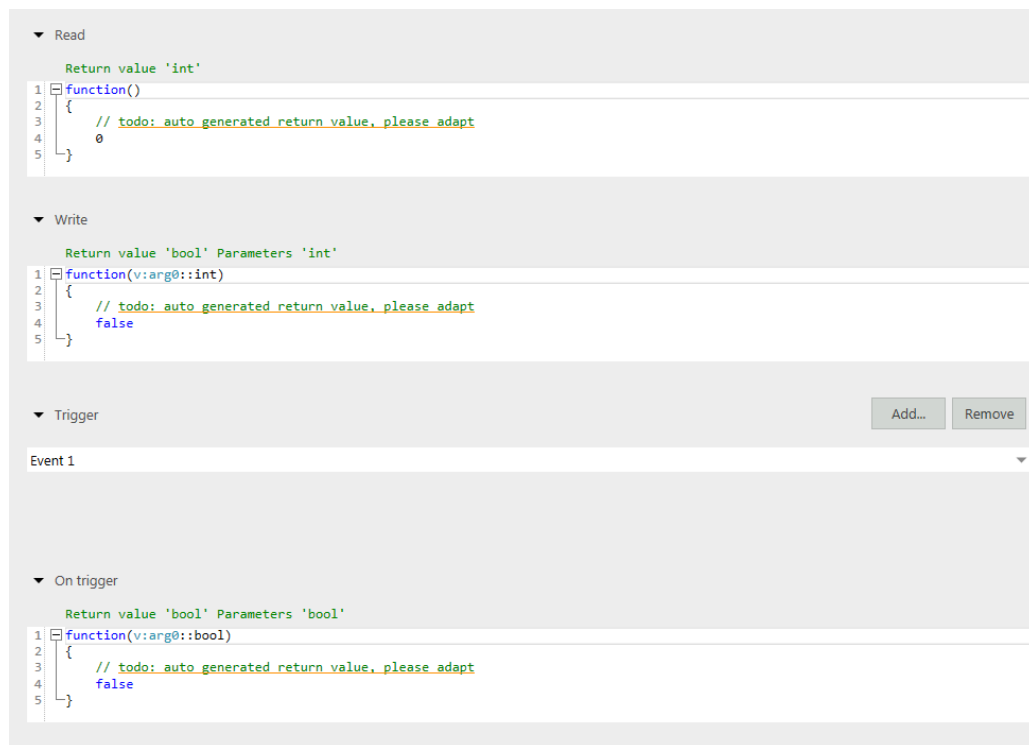 Read
Return value 'int'
1 function()
2 {
3 // todo: auto generated return value, please adapt
4 0
5 }
Write
Return value 'bool' Parameters 'int'
1 function(v:arg0::int)
2 {
3 // todo: auto generated return value, please adapt
4 false
5 }
Trigger Add... Remove
Event 1
On trigger
Return value 'bool' Parameters 'bool'
1 function(v:arg0::bool)
2 {
3 // todo: auto generated return value, please adapt
4 false
5 }